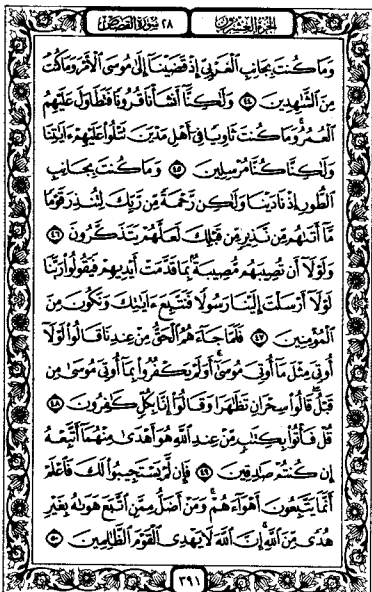 الجزء العشرون ٢٨ سورة القصص
وَمَا كُنتَ بِجَانِبِ ٱلْغَرْبِيِّ إِذْ قَضَيْنَآ إِلَىٰ مُوسَى ٱلْأَمْرَ وَمَا كُنتَ
مِنَ ٱلشَّٰهِدِينَ ٤٤ وَلَٰكِنَّآ أَنشَأْنَا قُرُونًا فَتَطَاوَلَ عَلَيْهِمُ
ٱلْعُمُرُ ۚ وَمَا كُنتَ ثَاوِيًا فِىٓ أَهْلِ مَدْيَنَ تَتْلُوا۟ عَلَيْهِمْ ءَايَٰتِنَا
وَلَٰكِنَّا كُنَّا مُرْسِلِينَ ٤٥ وَمَا كُنتَ بِجَانِبِ
ٱلطُّورِ إِذْ نَادَيْنَا وَلَٰكِن رَّحْمَةً مِّن رَّبِّكَ لِتُنذِرَ قَوْمًا
مَّآ أَتَىٰهُم مِّن نَّذِيرٍ مِّن قَبْلِكَ لَعَلَّهُمْ يَتَذَكَّرُونَ ٤٦
وَلَوْلَآ أَن تُصِيبَهُم مُّصِيبَةٌۢ بِمَا قَدَّمَتْ أَيْدِيهِمْ فَيَقُولُوا۟ رَبَّنَا
لَوْلَآ أَرْسَلْتَ إِلَيْنَا رَسُولًا فَنَتَّبِعَ ءَايَٰتِكَ وَنَكُونَ مِنَ
ٱلْمُؤْمِنِينَ ٤٧ فَلَمَّا جَآءَهُمُ ٱلْحَقُّ مِنْ عِندِنَا قَالُوا۟ لَوْلَآ
أُوتِىَ مِثْلَ مَآ أُوتِىَ مُوسَىٰٓ ۚ أَوَلَمْ يَكْفُرُوا۟ بِمَآ أُوتِىَ مُوسَىٰ مِن
قَبْلُ ۖ قَالُوا۟ سِحْرَانِ تَظَٰهَرَا وَقَالُوٓا۟ إِنَّا بِكُلٍّ كَٰفِرُونَ ٤٨
قُلْ فَأْتُوا۟ بِكِتَٰبٍ مِّنْ عِندِ ٱللَّهِ هُوَ أَهْدَىٰ مِنْهُمَآ أَتَّبِعْهُ
إِن كُنتُمْ صَٰدِقِينَ ٤٩ فَإِن لَّمْ يَسْتَجِيبُوا۟ لَكَ فَٱعْلَمْ
أَنَّمَا يَتَّبِعُونَ أَهْوَآءَهُمْ ۚ وَمَنْ أَضَلُّ مِمَّنِ ٱتَّبَعَ هَوَىٰهُ بِغَيْرِ
هُدًى مِّنَ ٱللَّهِ ۚ إِنَّ ٱللَّهَ لَا يَهْدِى ٱلْقَوْمَ ٱلظَّٰلِمِينَ ٥٠
٣٩١